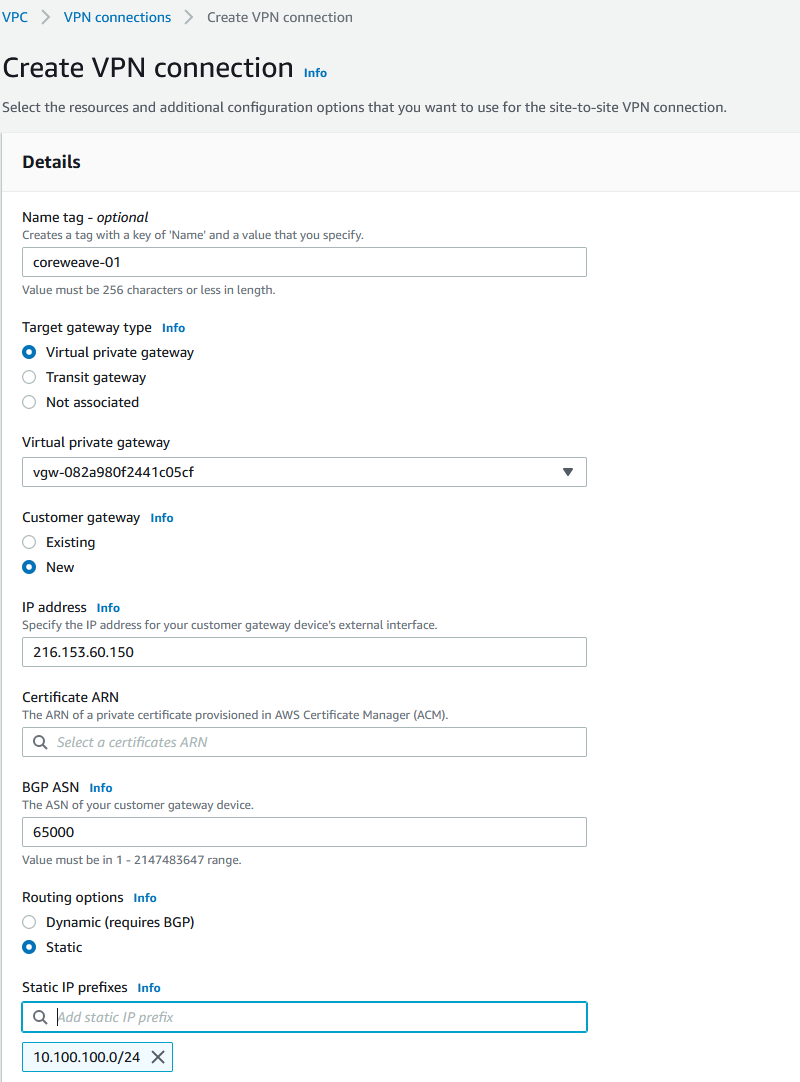 VPC > VPN connections > Create VPN connection
Create VPN connection Info
Select the resources and additional configuration options that you want to use for the site-to-site VPN connection.
Details
Name tag - optional
Creates a tag with a key of 'Name' and a value that you specify.
coreweave-01
Value must be 256 characters or less in length.
Target gateway type Info
Virtual private gateway
Transit gateway
Not associated
Virtual private gateway
vgw-082a980f2441c05cf
Customer gateway Info
Existing
New
IP address Info
Specify the IP address for your customer gateway device's external interface.
216.153.60.150
Certificate ARN
The ARN of a private certificate provisioned in AWS Certificate Manager (ACM).
Select a certificates ARN
BGP ASN Info
The ASN of your customer gateway device.
65000
Value must be in 1 - 2147483647 range.
Routing options Info
Dynamic (requires BGP)
Static
Static IP prefixes Info
Add static IP prefix
10.100.100.0/24